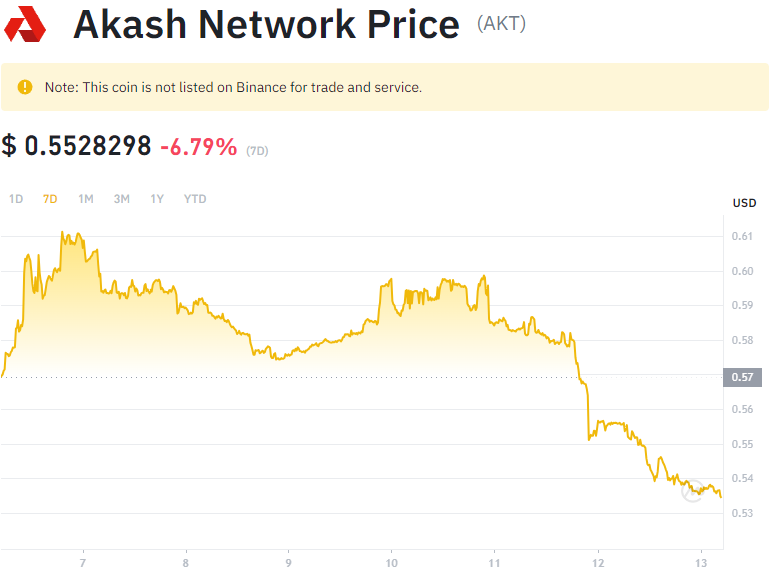 Akash Network Price (AKT)
Note: This coin is not listed on Binance for trade and service.
$ 0.5528298 -6.79% (7D)
1D 7D 1M 3M 1Y YTD
USD
0.61
0.60
0.59
0.58
0.57
0.56
0.55
0.54
0.53
7 8 9 10 11 12 13